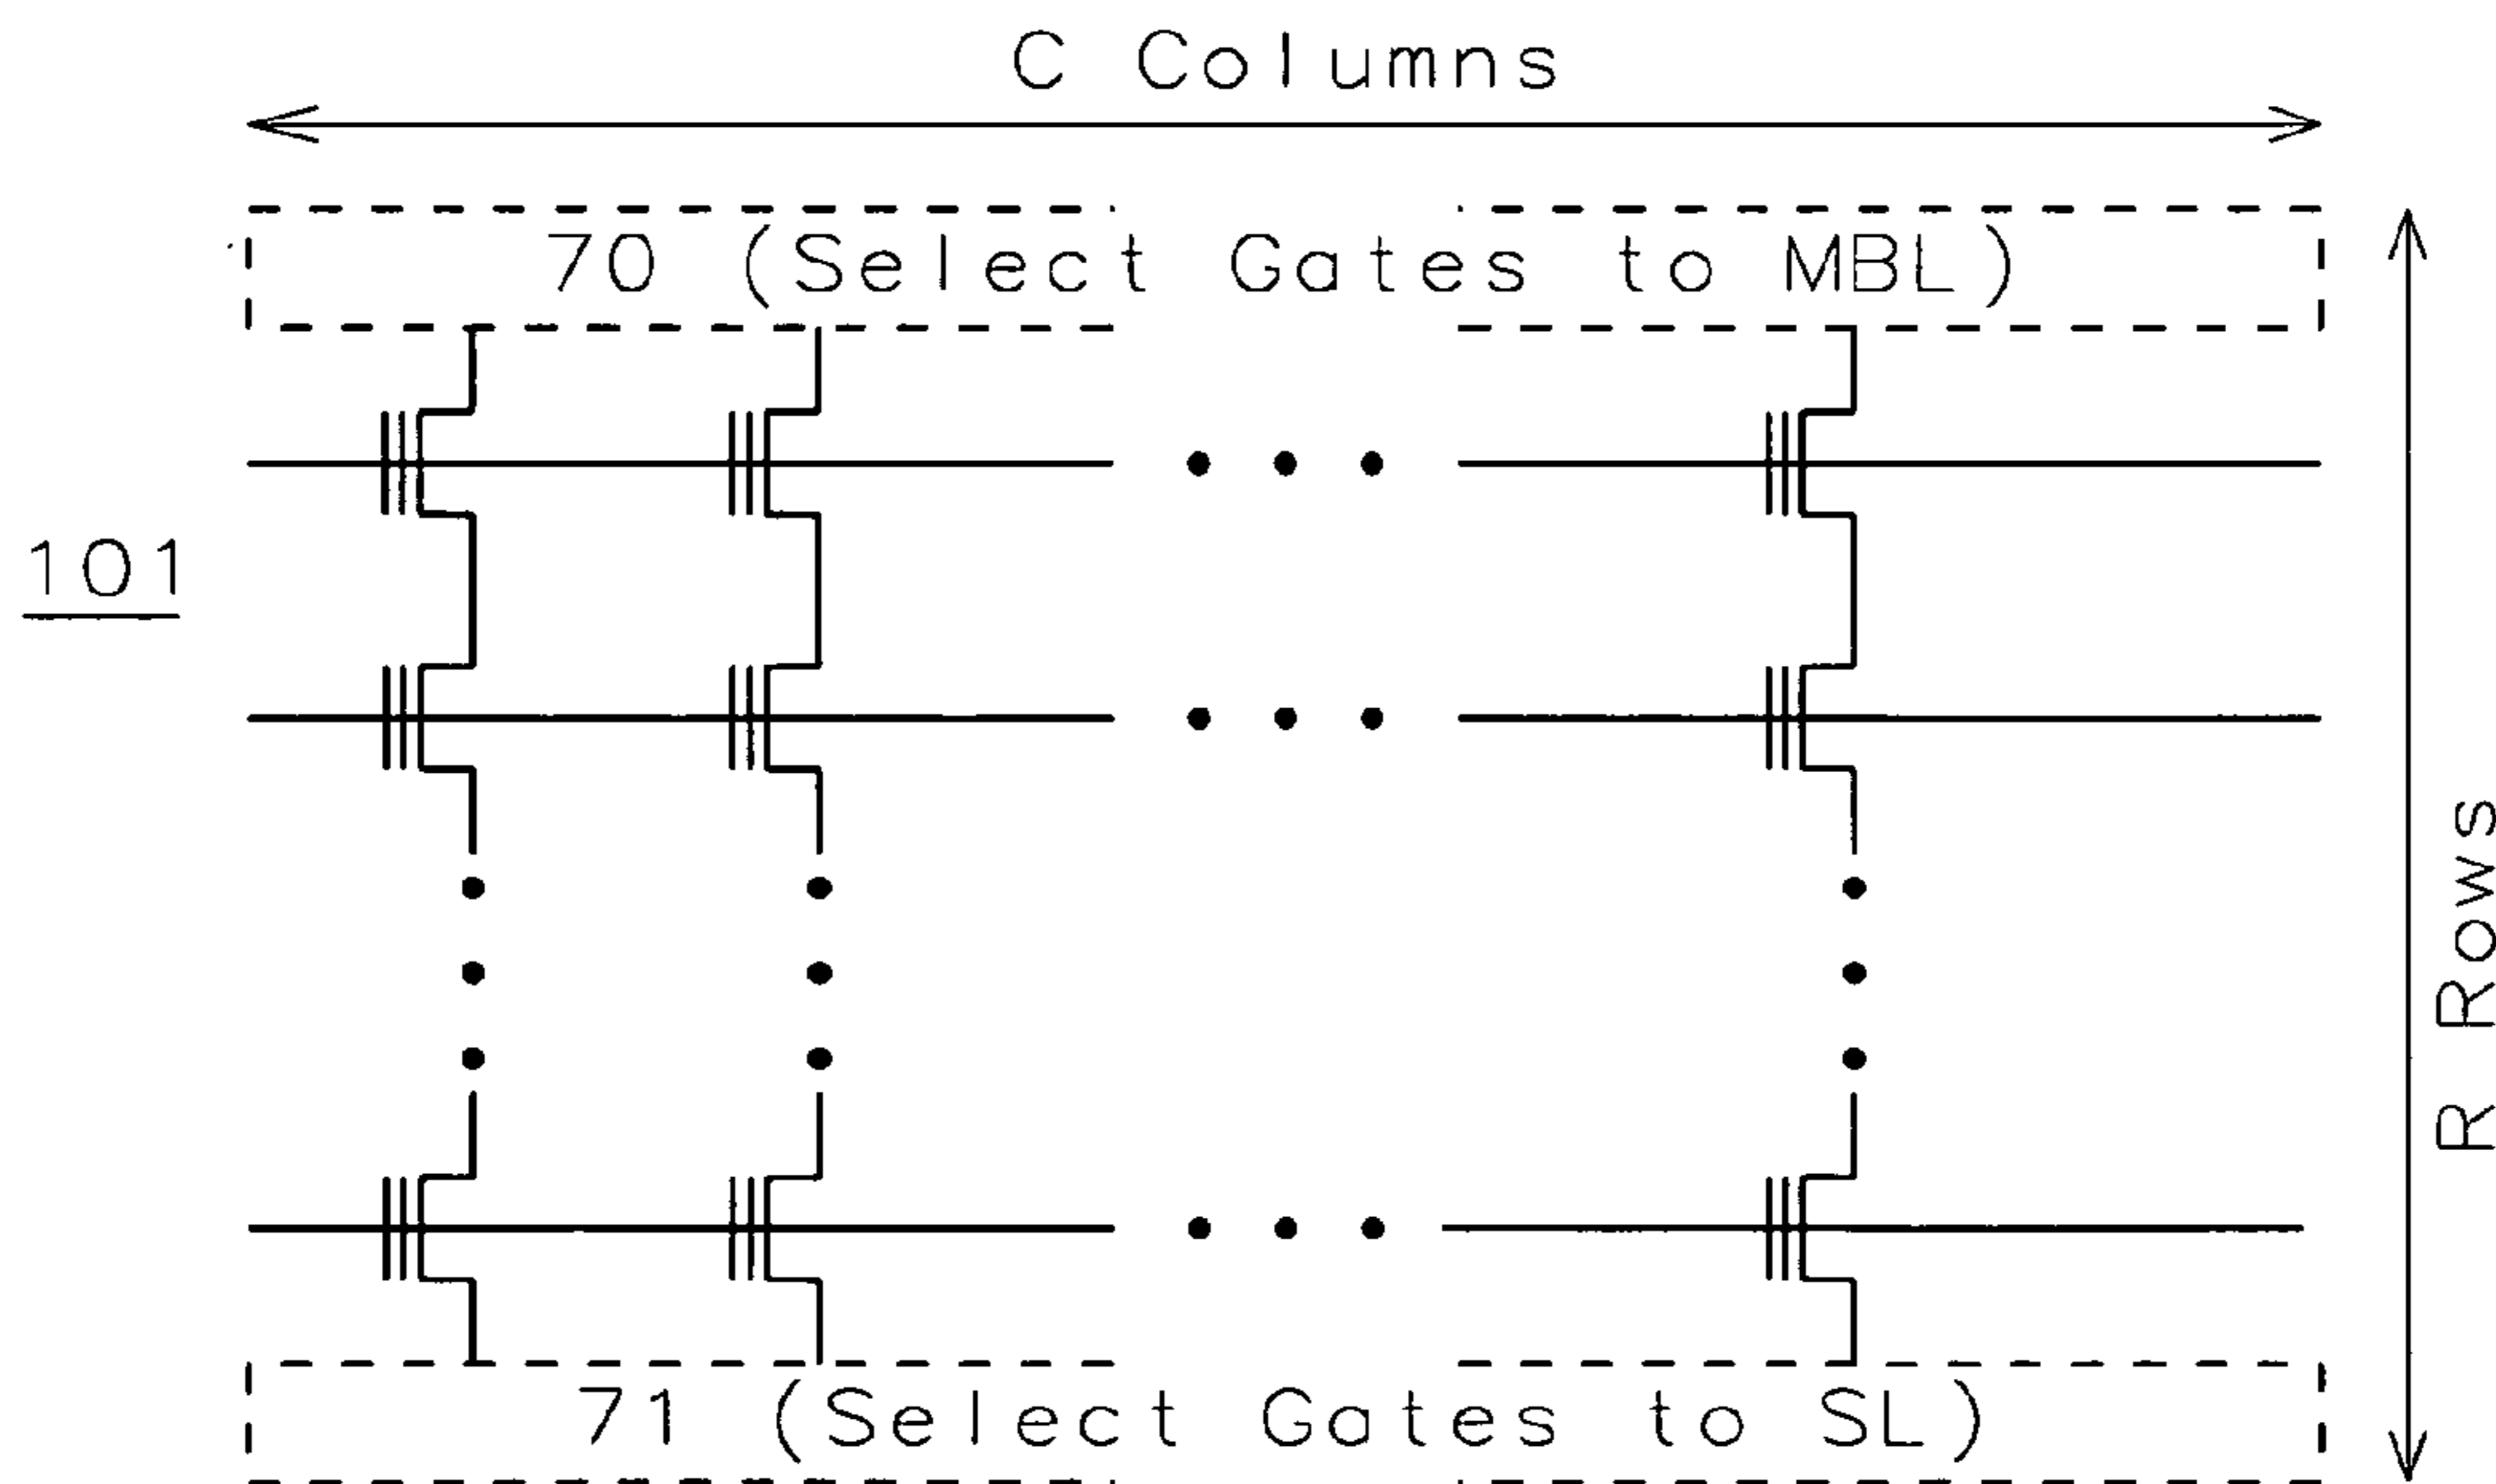 C Columns
70 (Select Gates to MBL)
101
R Rows
71 (Select Gates to SL)